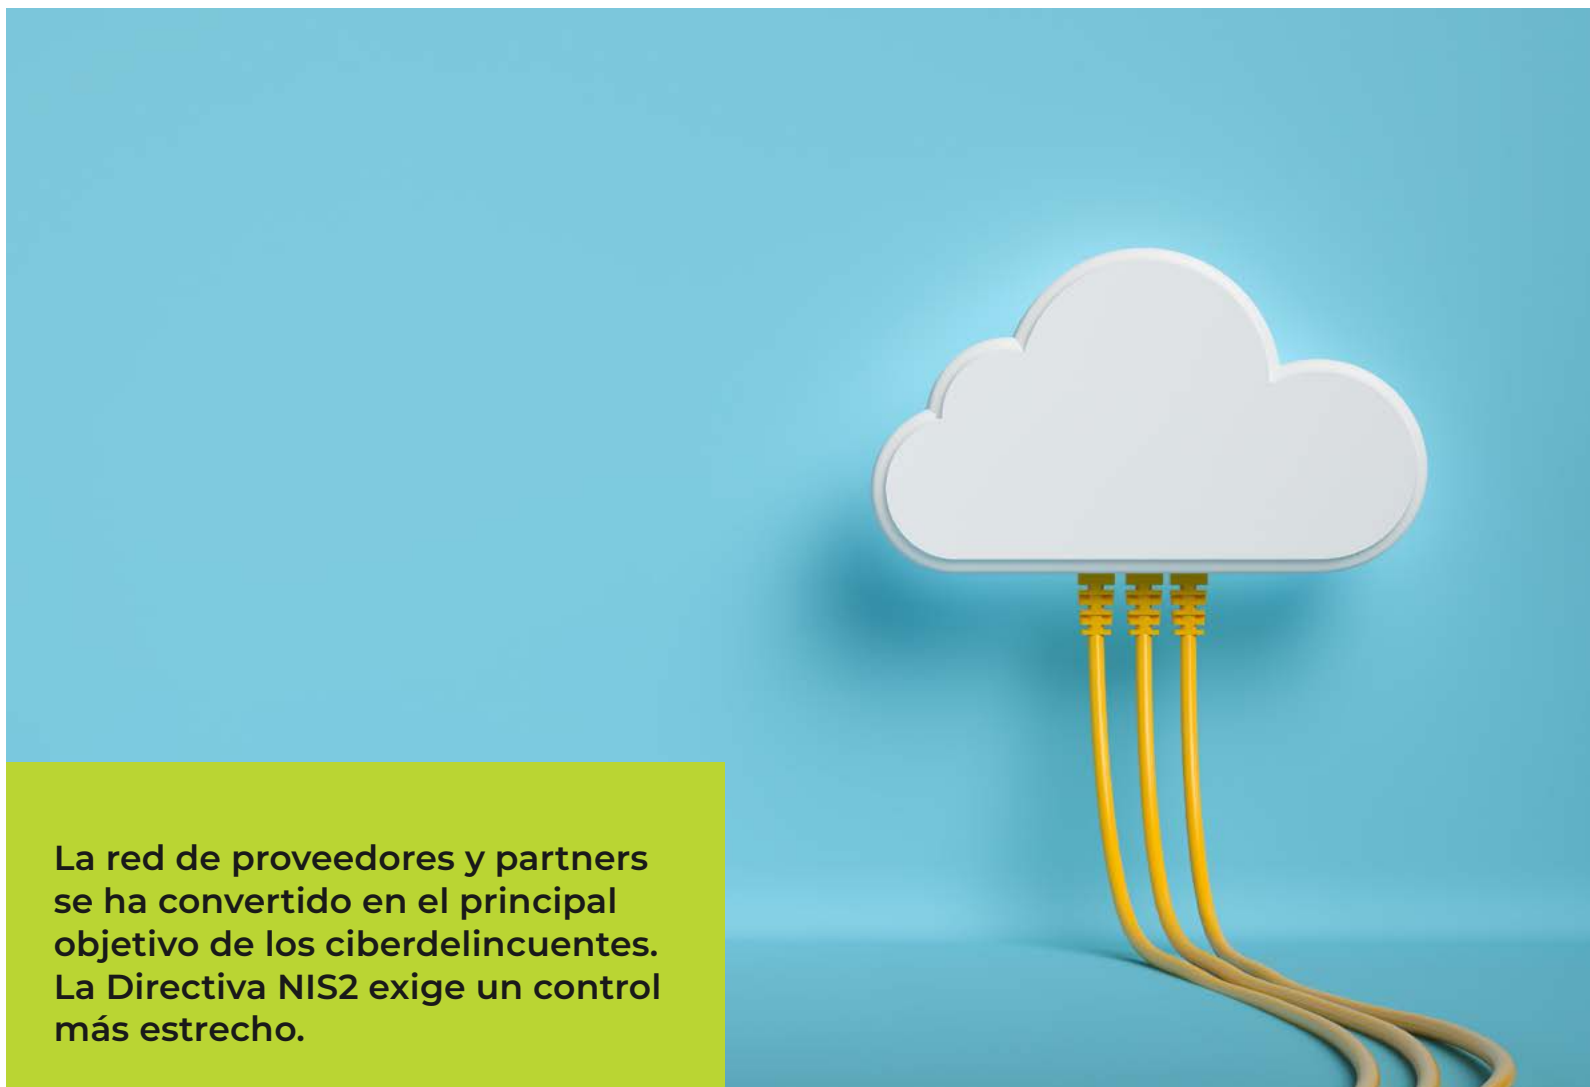 La red de proveedores y partners
se ha convertido en el principal
objetivo de los ciberdelincuentes.
La Directiva NIS2 exige un control
más estrecho.